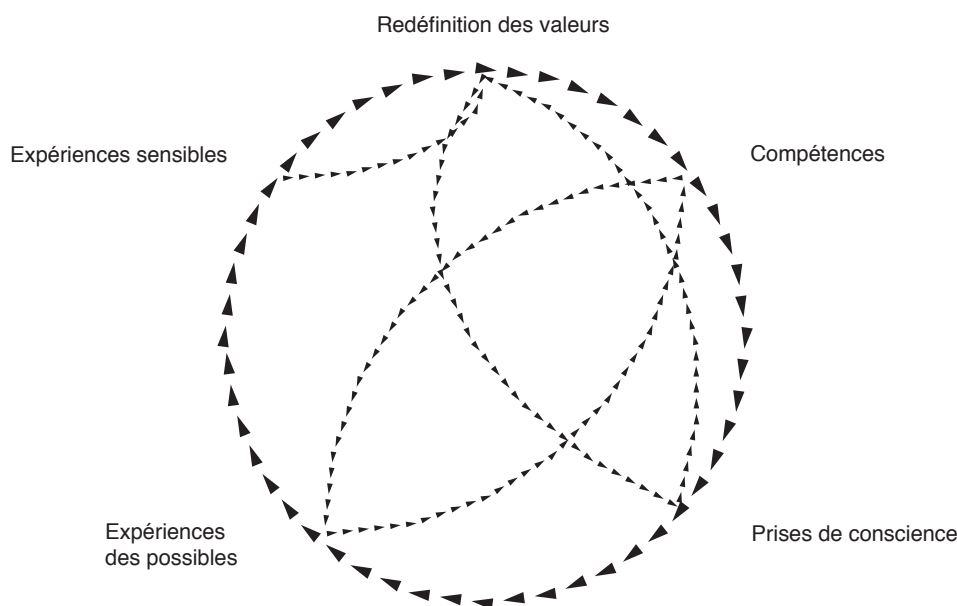 Redéfinition des valeurs
Expériences sensibles
Compétences
Expériences
des possibles
Prises de conscience